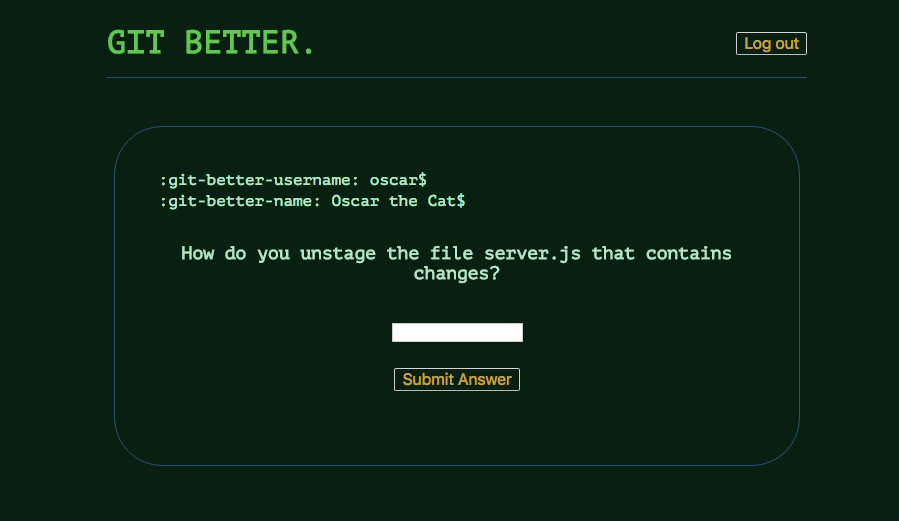 GIT BETTER.
Log out
:git-better-username: oscar$
:git-better-name: Oscar the Cat$
How do you unstage the file server.js that contains
changes?
Submit Answer